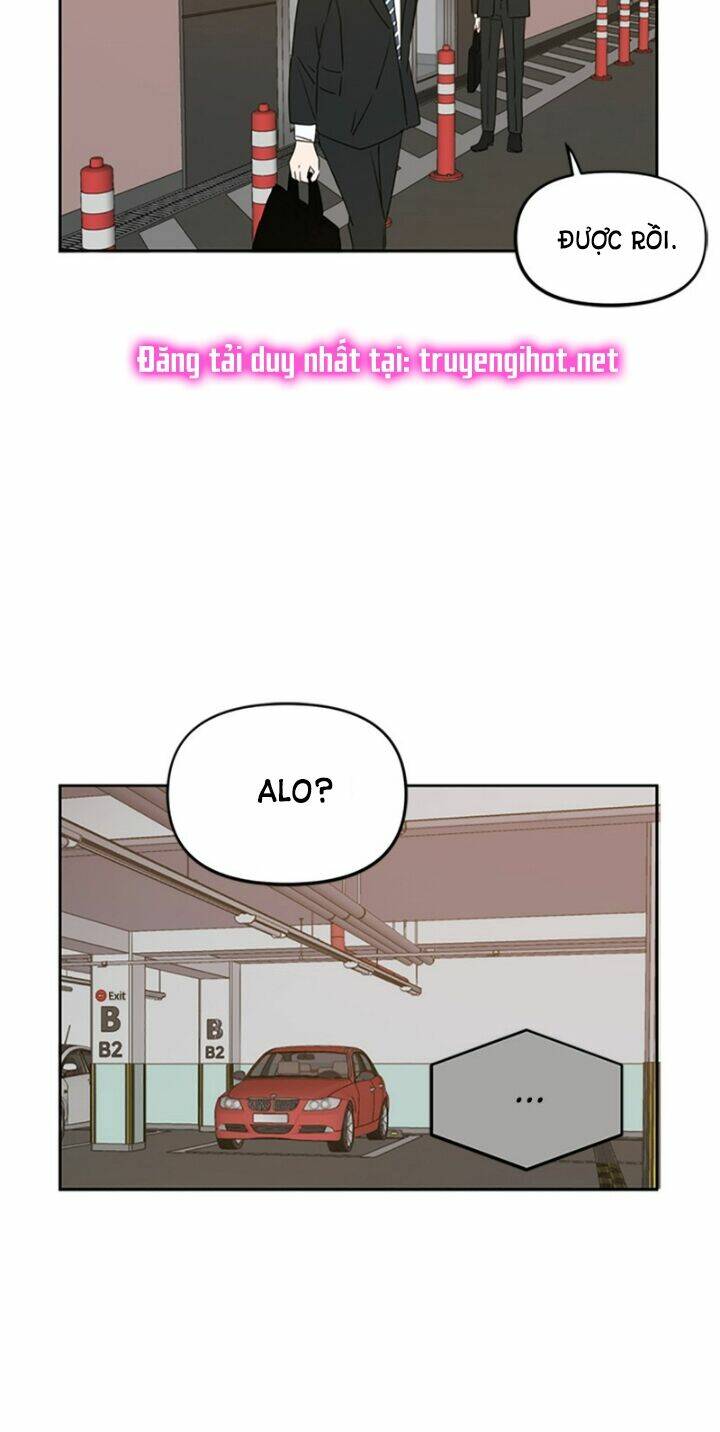 ĐƯỢC RỒI.
Đăng tải duy nhất tại: truyengihot.net
ALO?
Exit
B
B2
B
B2
...